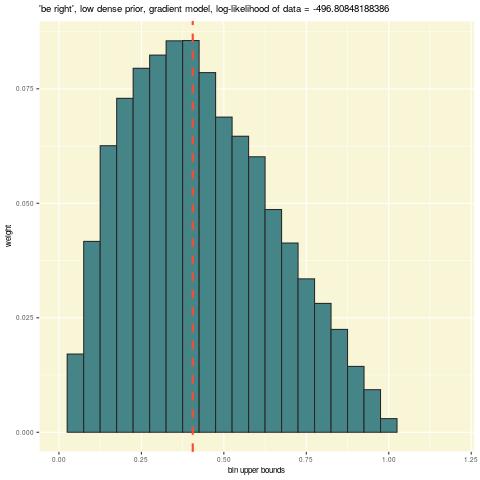 'be right', low dense prior, gradient model, log-likelihood of data = -496.80848188386
0.075
0.050
0.025
0.000
weight
0.00 0.25 0.50 0.75 1.00 1.25
bin upper bounds